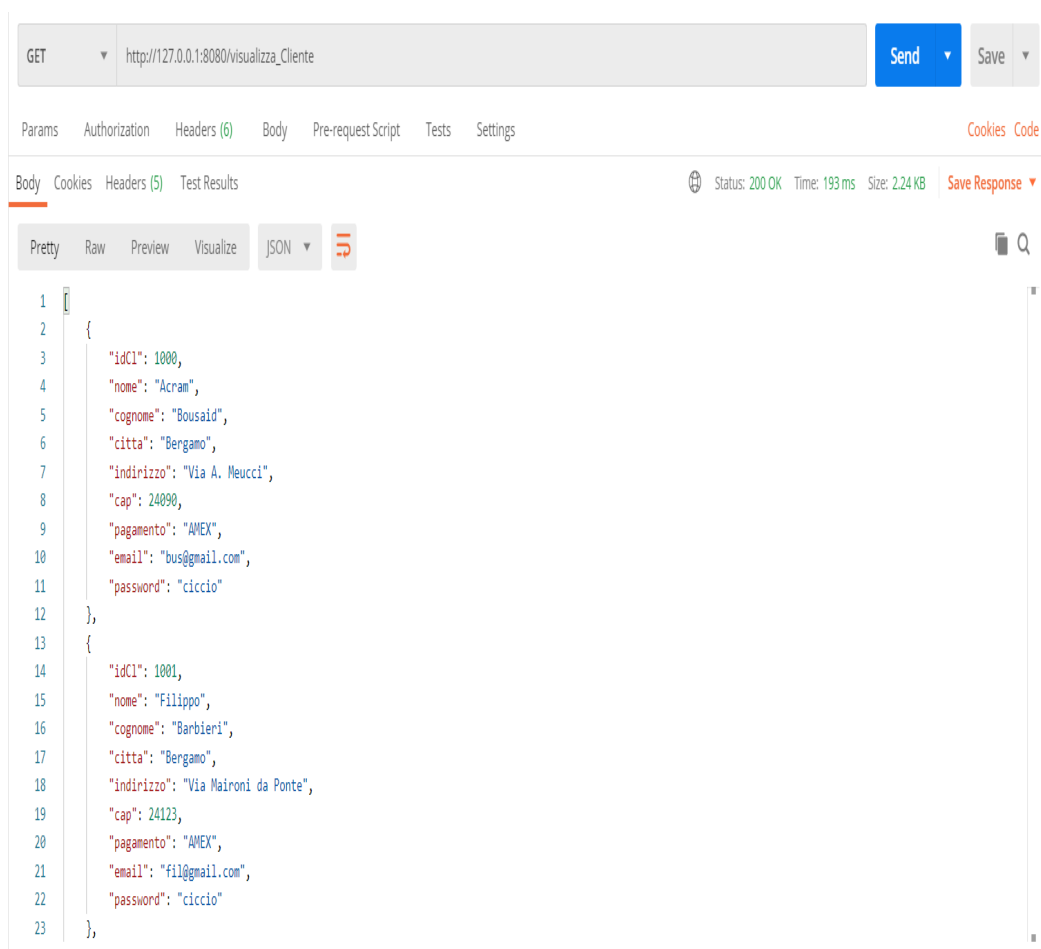 GET http://127.0.0.1:8080/visualizza_Cliente Send Save
Params Authorization Headers (6) Body Pre-request Script Tests Settings Cookies Code
Body Cookies Headers (5) Test Results Status: 200 OK Time: 193 ms Size: 2.24 KB Save Response
Pretty Raw Preview Visualize JSON
1 [
2 {
3 "idCl": 1000,
4 "nome": "Acram",
5 "cognome": "Bousaid",
6 "citta": "Bergamo",
7 "indirizzo": "Via A. Meucci",
8 "cap": 24090,
9 "pagamento": "AMEX",
10 "email": "bus@gmail.com",
11 "password": "ciccio"
12 },
13 {
14 "idCl": 1001,
15 "nome": "Filippo",
16 "cognome": "Barbieri",
17 "citta": "Bergamo",
18 "indirizzo": "Via Maironi da Ponte",
19 "cap": 24123,
20 "pagamento": "AMEX",
21 "email": "fil@gmail.com",
22 "password": "ciccio"
23 },